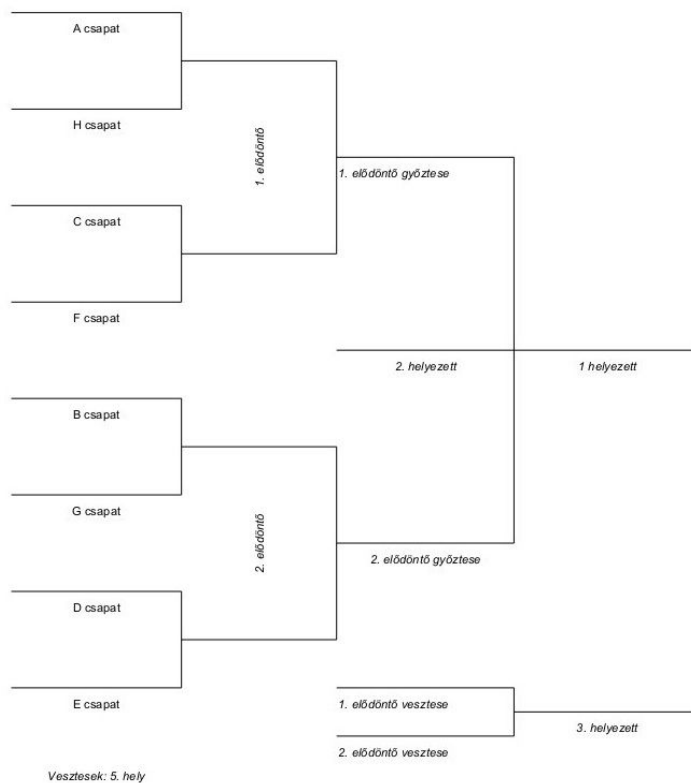 A csapat
H csapat
1. elődöntő
1. elődöntő győztese
C csapat
F csapat
2. helyezett
1 helyezett
B csapat
G csapat
2. elődöntő
2. elődöntő győztese
D csapat
E csapat
1. elődöntő vesztese
3. helyezett
2. elődöntő vesztese
Vesztesek: 5. hely